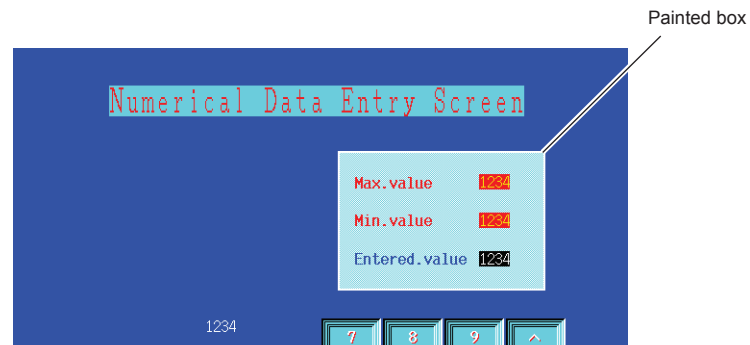 Painted box
Numerical Data Entry Screen
Max.value 1234
Min.value 1234
Entered.value 1234
1234
7 8 9 ^